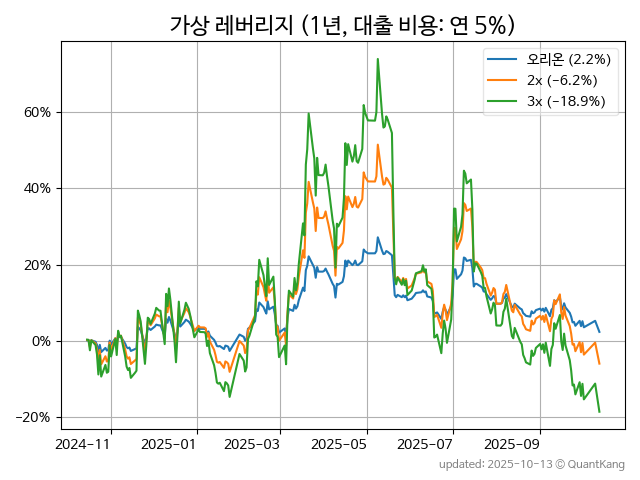 가상 레버리지 (1년, 대출 비용: 연 5%)
오리온 (2.2%)
2x (−6.2%)
3x (−18.9%)
60%
40%
20%
0%
−20%
2024-11
2025-01
2025-03
2025-05
2025-07
2025-09
updated: 2025-10-13 © QuantKang